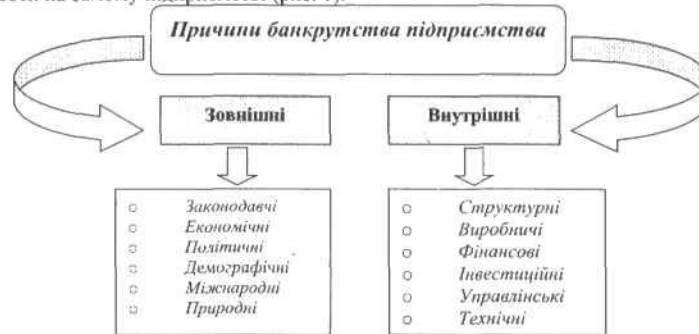 Причини банкрутства підприємства
Зовнішні
Внутрішні
Законодавчі
Економічні
Політичні
Демографічні
Міжнародні
Природні
Структурні
Виробничі
Фінансові
Інвестиційні
Управлінські
Технічні